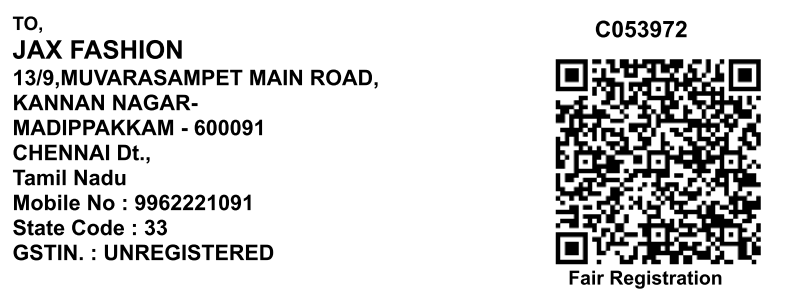 TO,
JAX FASHION
13/9,MUVARASAMPET MAIN ROAD,
KANNAN NAGAR-
MADIPPAKKAM - 600091
CHENNAI Dt.,
Tamil Nadu
Mobile No : 9962221091
State Code : 33
GSTIN. : UNREGISTERED
C053972
Fair Registration